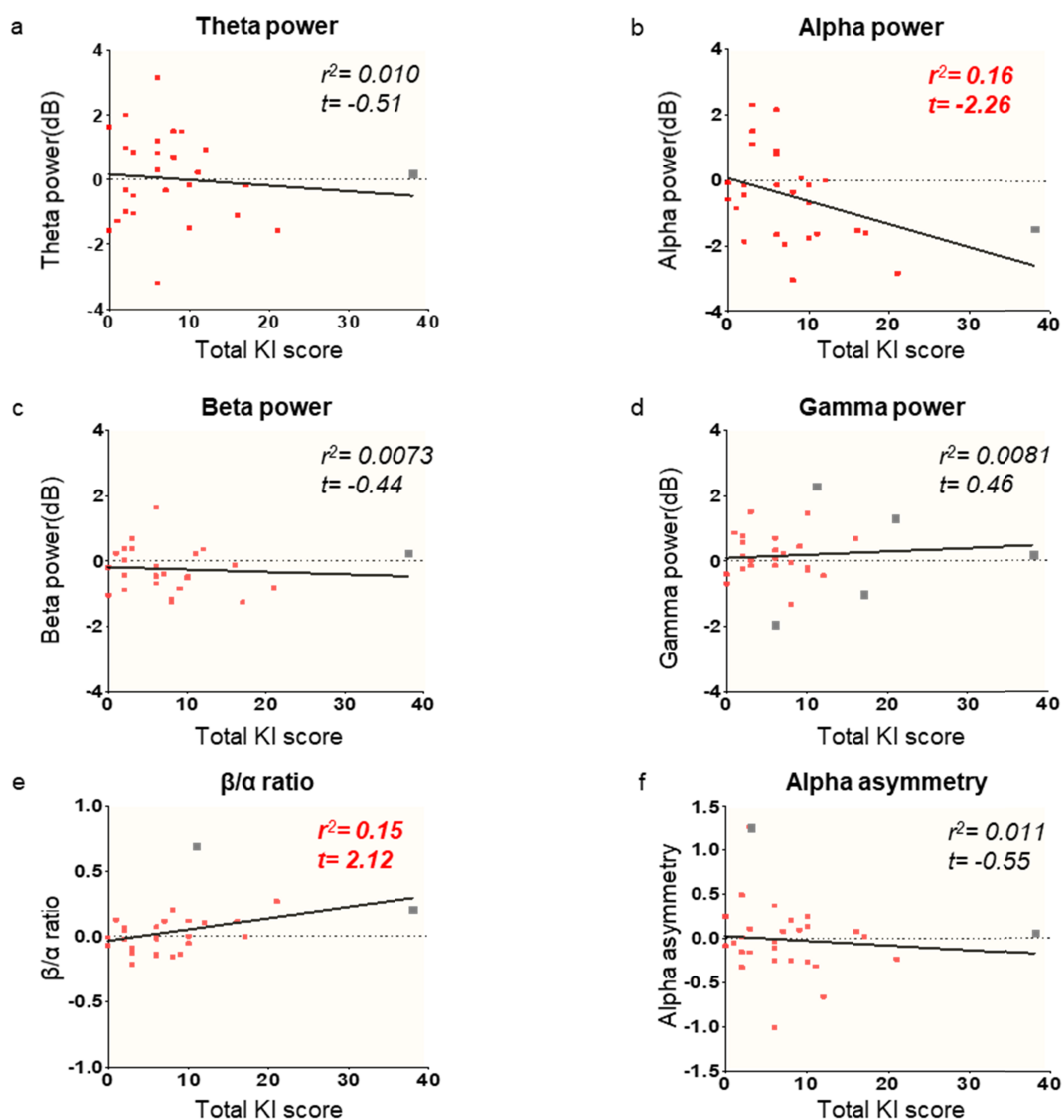 a
Theta power
r²= 0.010
t= -0.51
4
2
0
-2
-4
Theta power(dB)
0
10
20
30
40
Total KI score
b
Alpha power
r²= 0.16
t= -2.26
4
2
0
-2
-4
Alpha power(dB)
0
10
20
30
40
Total KI score
c
Beta power
r²= 0.0073
t= -0.44
4
2
0
-2
-4
Beta power(dB)
0
10
20
30
40
Total KI score
d
Gamma power
r²= 0.0081
t= 0.46
4
2
0
-2
-4
Gamma power(dB)
0
10
20
30
40
Total KI score
e
β/α ratio
r²= 0.15
t= 2.12
1.0
0.5
0.0
-0.5
-1.0
β/α ratio
0
10
20
30
40
Total KI score
f
Alpha asymmetry
r²= 0.011
t= -0.55
1.5
1.0
0.5
0.0
-0.5
-1.0
-1.5
Alpha asymmetry
0
10
20
30
40
Total KI score